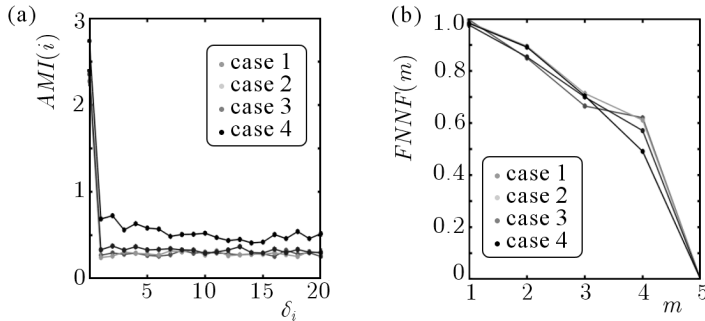 (a)
AMI(i)
3
2
1
0
5
10
15
20
δi
case 1
case 2
case 3
case 4
(b)
FNNF(m)
1.0
0.8
0.6
0.4
0.2
0
1
2
3
4
5
m
case 1
case 2
case 3
case 4